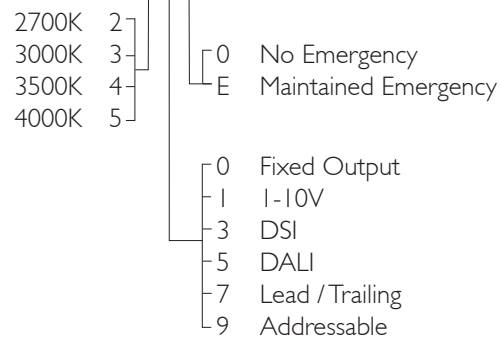 2700K 2
3000K 3
3500K 4
4000K 5
0 No Emergency
E Maintained Emergency
0 Fixed Output
1 1-10V
3 DSI
5 DALI
7 Lead / Trailing
9 Addressable